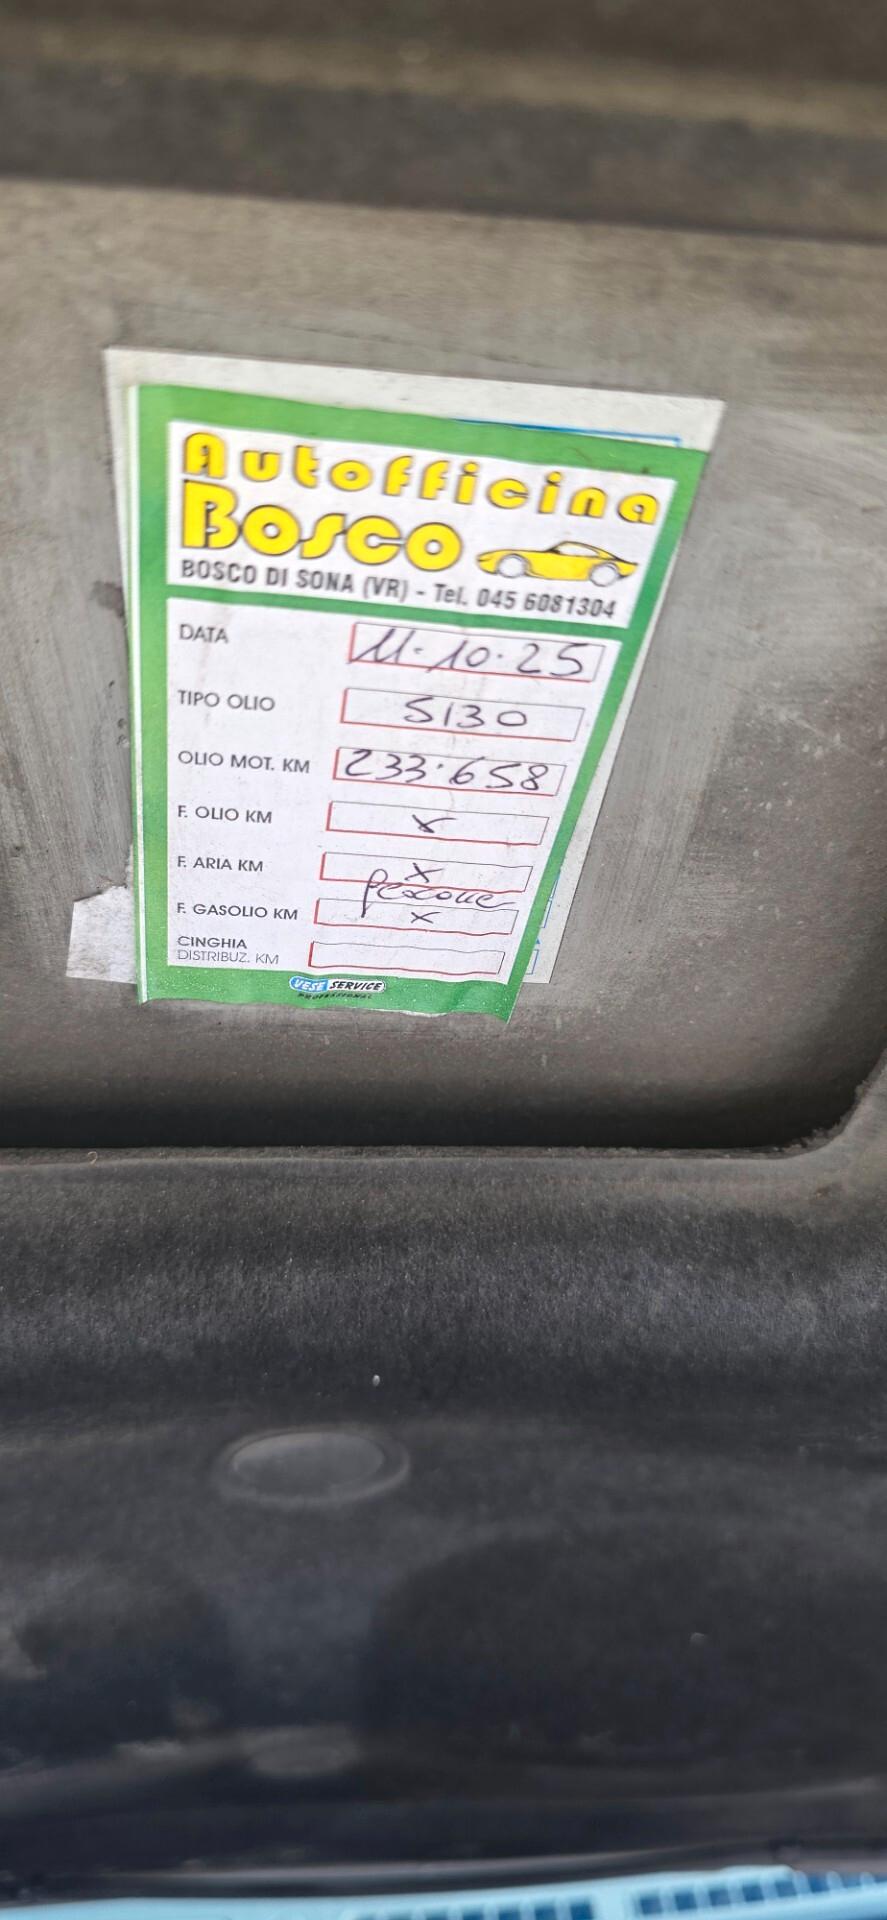 Autofficina
Bosco
BOSCO DI SONA (VR) - Tel. 045 6081304
DATA 11.10.25
TIPO OLIO 5130
OLIO MOT. KM 233.658
F. OLIO KM x
F. ARIA KM x
F. GASOLIO KM x
CINGHIA
DISTRIBUZ. KM
VESE SERVICE
PROFESSIONAL